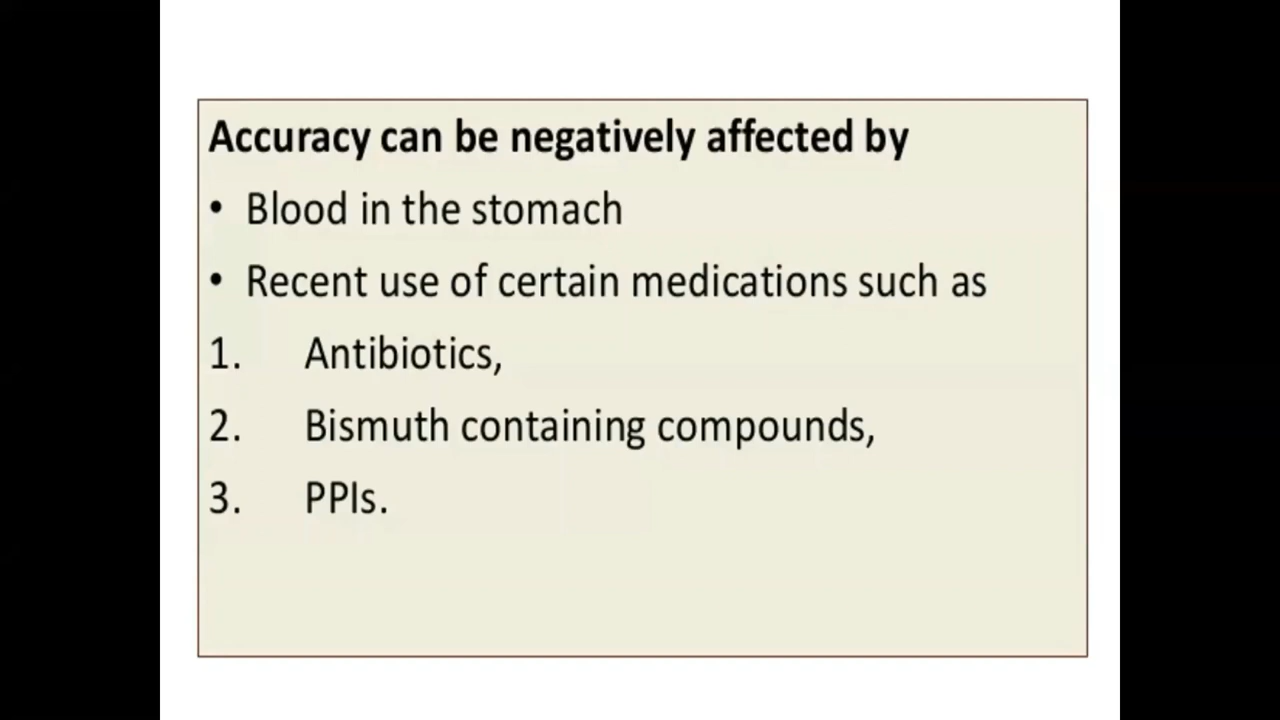 Accuracy can be negatively affected by
• Blood in the stomach
• Recent use of certain medications such as
1. Antibiotics,
2. Bismuth containing compounds,
3. PPIs.